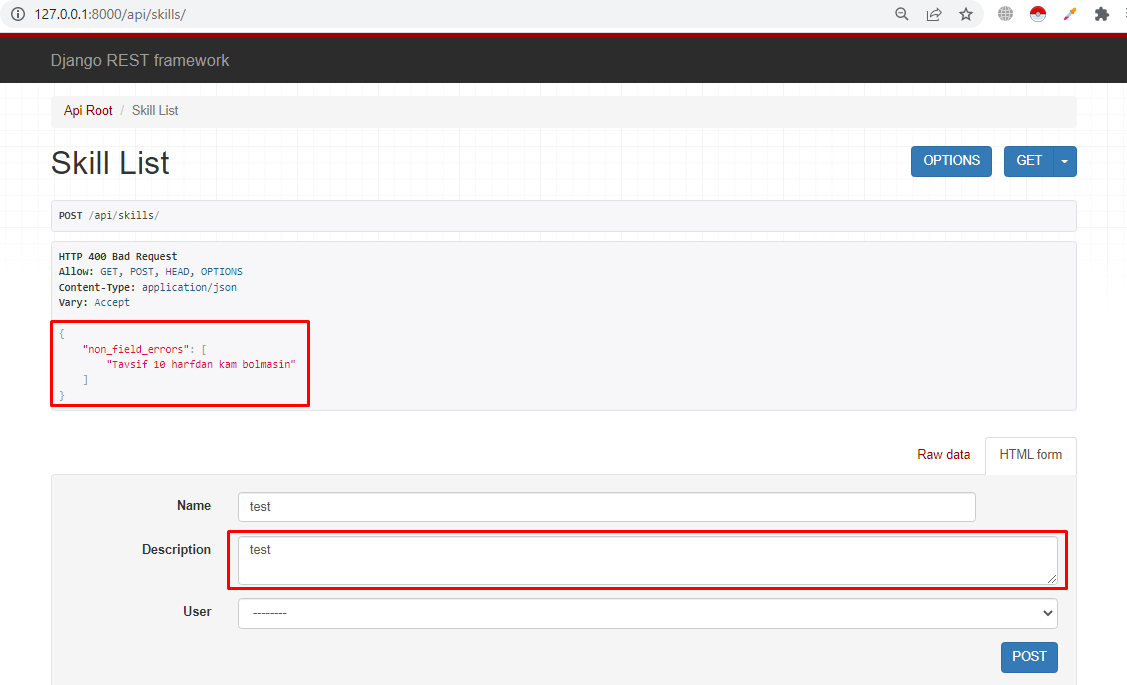 127.0.0.1:8000/api/skills/
Django REST framework
Api Root / Skill List
Skill List
OPTIONS
GET
POST /api/skills/
HTTP 400 Bad Request
Allow: GET, POST, HEAD, OPTIONS
Content-Type: application/json
Vary: Accept
{
"non_field_errors": [
"Tavsif 10 harfdan kam bolmasin"
]
}
Raw data
HTML form
Name
test
Description
test
User
--------
POST